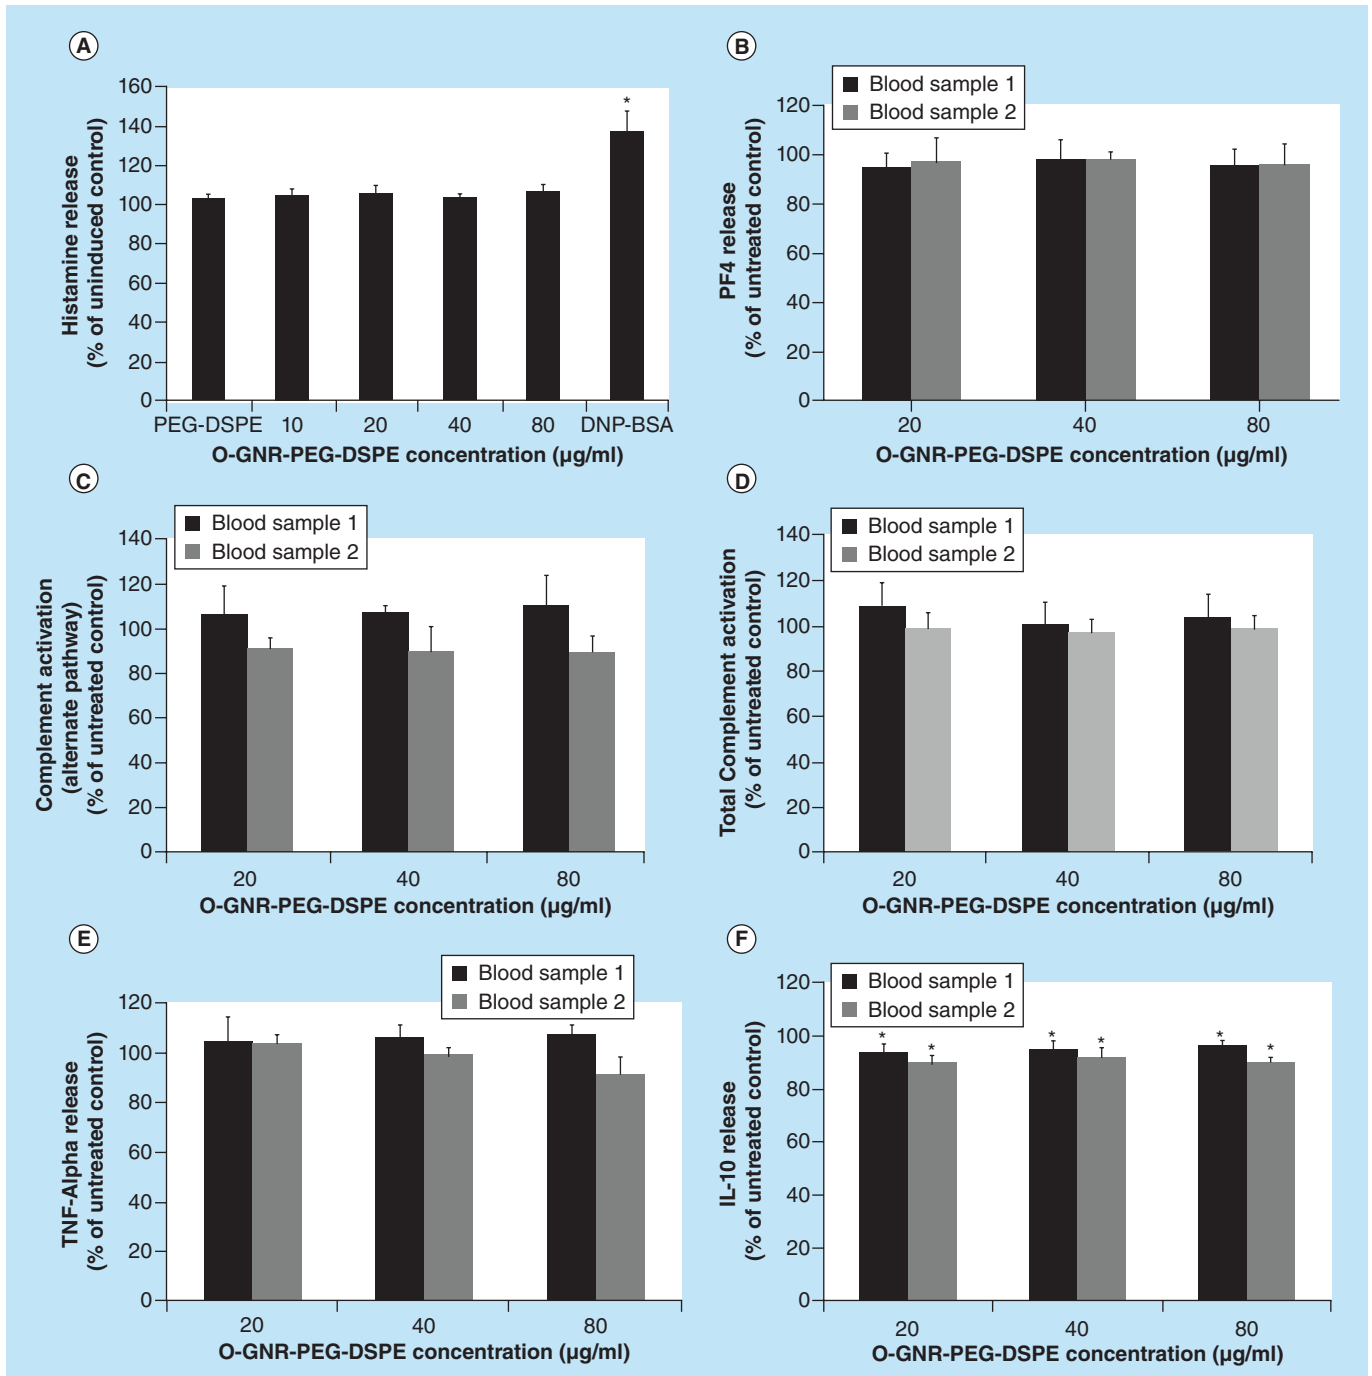 A
Histamine release
(% of uninduced control)
160
140
120
100
80
60
40
20
0
*
PEG-DSPE 10 20 40 80 DNP-BSA
O-GNR-PEG-DSPE concentration (µg/ml)
B
Blood sample 1
Blood sample 2
PF4 release
(% of untreated control)
120
100
80
60
40
20
0
20 40 80
O-GNR-PEG-DSPE concentration (µg/ml)
C
Blood sample 1
Blood sample 2
Complement activation
(alternate pathway)
(% of untreated control)
140
120
100
80
60
40
20
0
20 40 80
O-GNR-PEG-DSPE concentration (µg/ml)
D
Blood sample 1
Blood sample 2
Total Complement activation
(% of untreated control)
140
120
100
80
60
40
20
0
20 40 80
O-GNR-PEG-DSPE concentration (µg/ml)
E
Blood sample 1
Blood sample 2
TNF-Alpha release
(% of untreated control)
120
100
80
60
40
20
0
20 40 80
O-GNR-PEG-DSPE concentration (µg/ml)
F
Blood sample 1
Blood sample 2
IL-10 release
(% of untreated control)
120
100
80
60
40
20
0
* * * * * *
20 40 80
O-GNR-PEG-DSPE concentration (µg/ml)